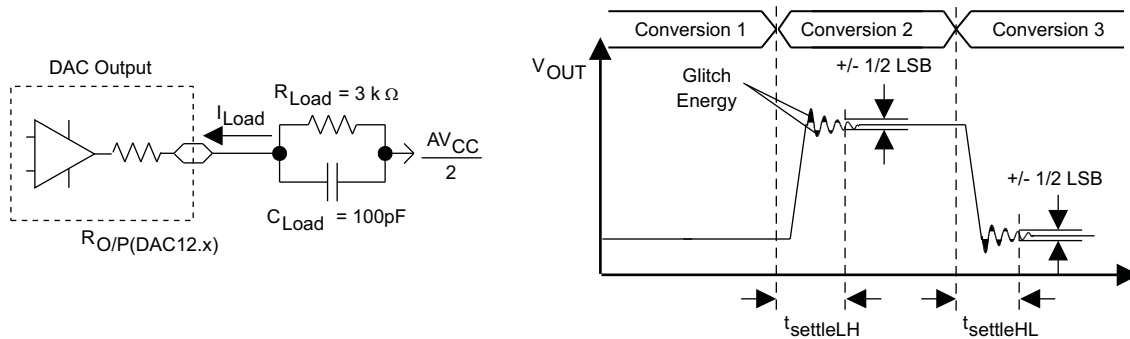 DAC Output
I_Load
R_Load = 3 k Ω
AV_CC
2
C_Load = 100pF
R_O/P(DAC12.x)
Conversion 1
Conversion 2
Conversion 3
V_OUT
Glitch
Energy
+/- 1/2 LSB
+/- 1/2 LSB
t_settleLH
t_settleHL